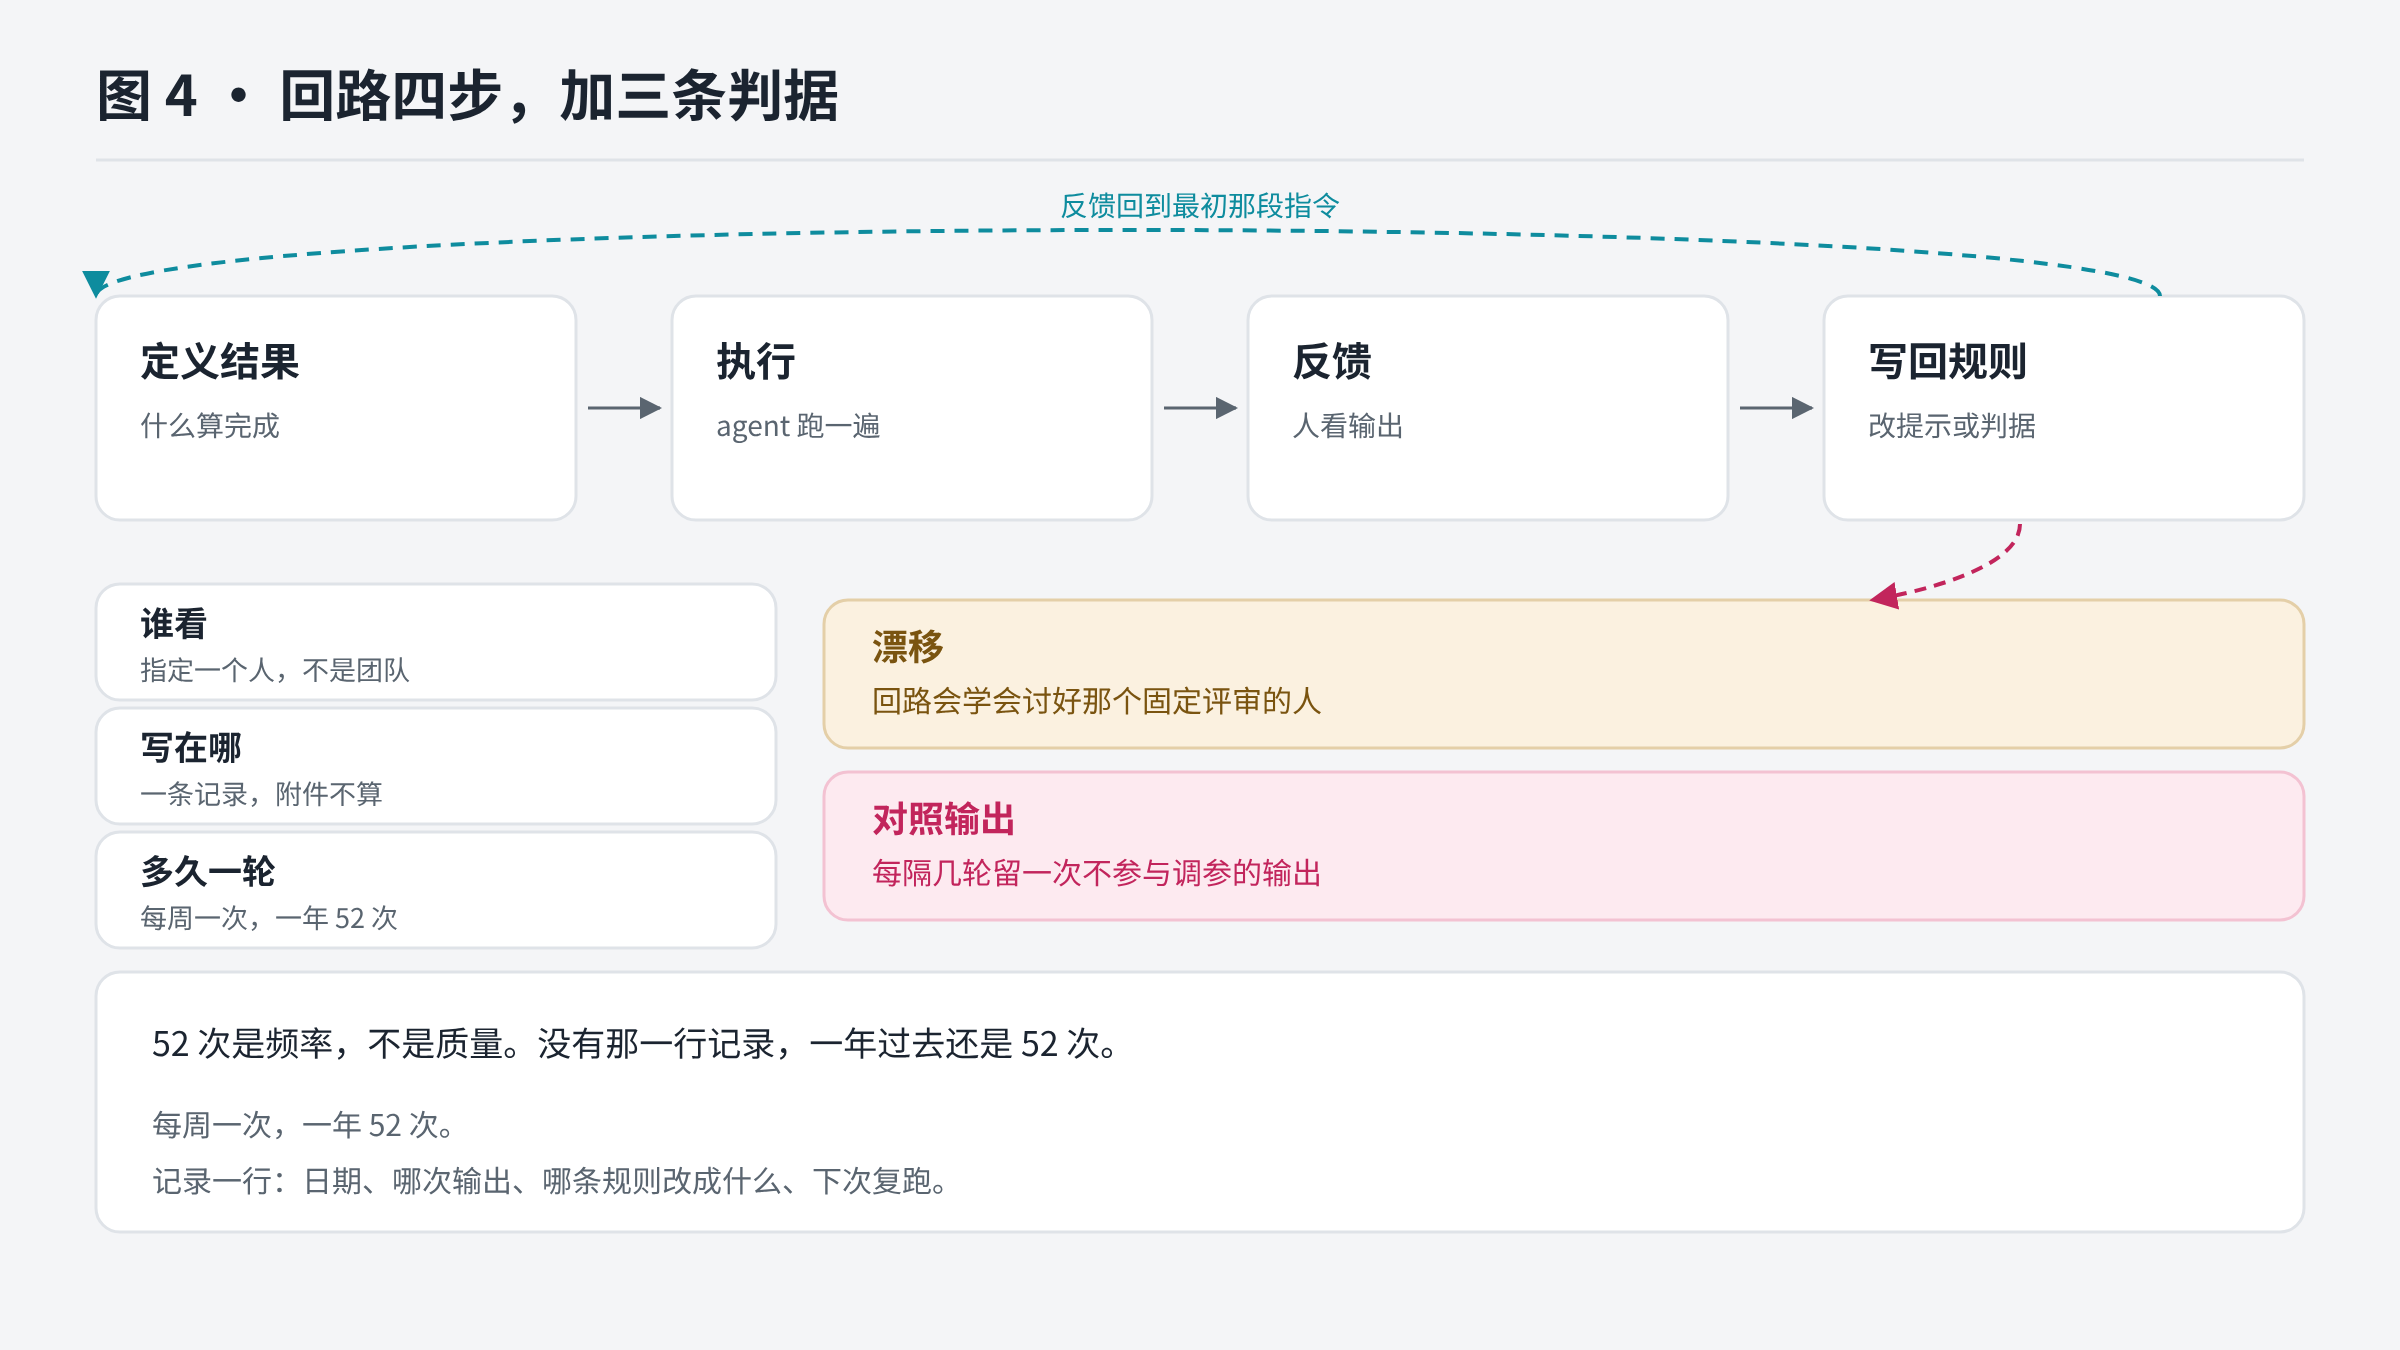 图 4 · 回路四步，加三条判据
反馈回到最初那段指令
定义结果
什么算完成
执行
agent 跑一遍
反馈
人看输出
写回规则
改提示或判据
谁看
指定一个人，不是团队
写在哪
一条记录，附件不算
多久一轮
每周一次，一年 52 次
漂移
回路会学会讨好那个固定评审的人
对照输出
每隔几轮留一次不参与调参的输出
52 次是频率，不是质量。没有那一行记录，一年过去还是 52 次。
每周一次，一年 52 次。
记录一行：日期、哪次输出、哪条规则改成什么、下次复跑。